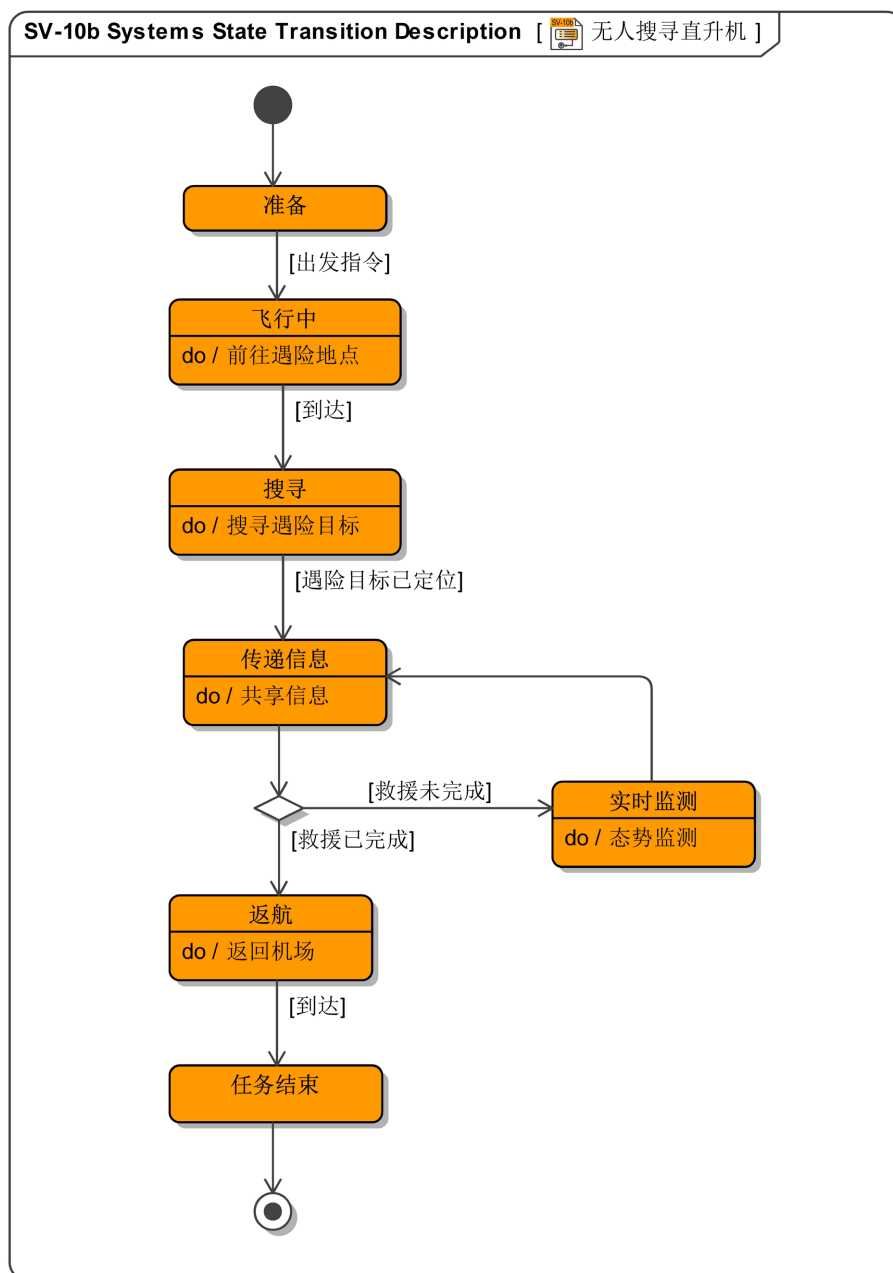 SV-10b Systems State Transition Description [ SV-10b 无人搜寻直升机 ]
准备
[出发指令]
飞行中
do / 前往遇险地点
[到达]
搜寻
do / 搜寻遇险目标
[遇险目标已定位]
传递信息
do / 共享信息
[救援未完成]
实时监测
do / 态势监测
[救援已完成]
返航
do / 返回机场
[到达]
任务结束